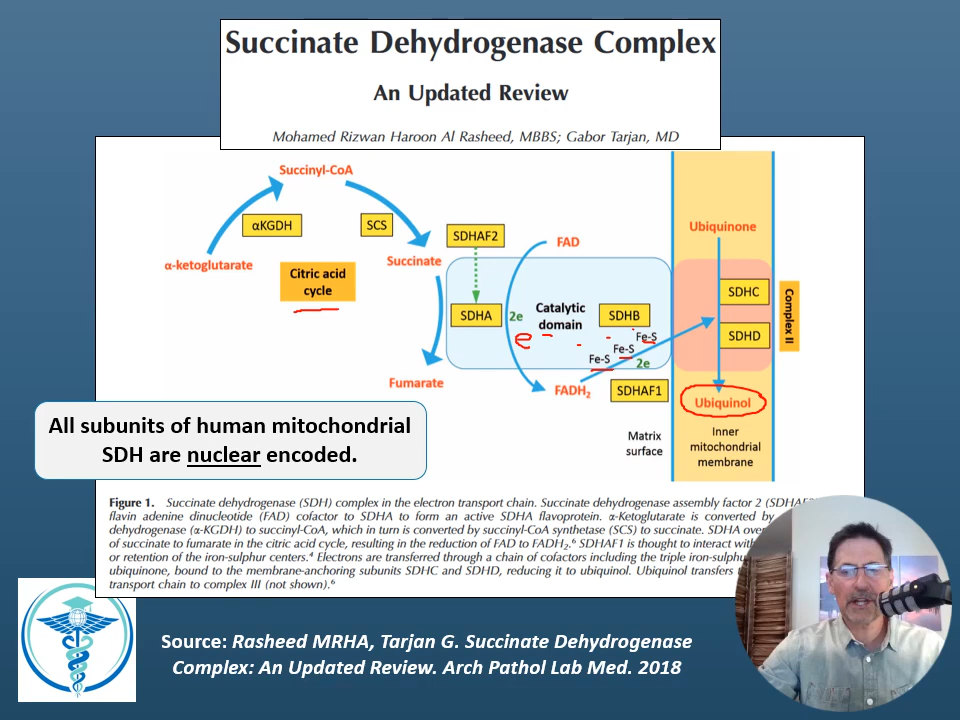 Succinate Dehydrogenase Complex
An Updated Review
Mohamed Rizwan Haroon Al Rasheed, MBBS; Gabor Tarjan, MD
Succinyl-CoA
αKGDH
SCS
α-ketoglutarate
Citric acid
cycle
Succinate
SDHAF2
FAD
Ubiquinone
SDHA
2e
Catalytic
domain
SDHB
Fe-S
Fe-S
Fe-S
2e
SDHC
SDHD
Complex II
Fumarate
FADH₂
SDHAF1
Ubiquinol
Matrix
surface
Inner
mitochondrial
membrane
All subunits of human mitochondrial
SDH are nuclear encoded.
Figure 1. Succinate dehydrogenase (SDH) complex in the electron transport chain. Succinate dehydrogenase assembly factor 2 (SDHAF2)
flavin adenine dinucleotide (FAD) cofactor to SDHA to form an active SDHA flavoprotein. α-Ketoglutarate is converted by
dehydrogenase (α-KGDH) to succinyl-CoA, which in turn is converted by succinyl-CoA synthetase (SCS) to succinate. SDHA
of succinate to fumarate in the citric acid cycle, resulting in the reduction of FAD to FADH₂.⁶ SDHAF1 is thought to interact
or retention of the iron-sulphur centers.⁴ Electrons are transferred through a chain of cofactors including the triple
ubiquinone, bound to the membrane-anchoring subunits SDHC and SDHD, reducing it to ubiquinol. Ubiquinol transfers
transport chain to complex III (not shown).⁶
Source: Rasheed MRHA, Tarjan G. Succinate Dehydrogenase
Complex: An Updated Review. Arch Pathol Lab Med. 2018